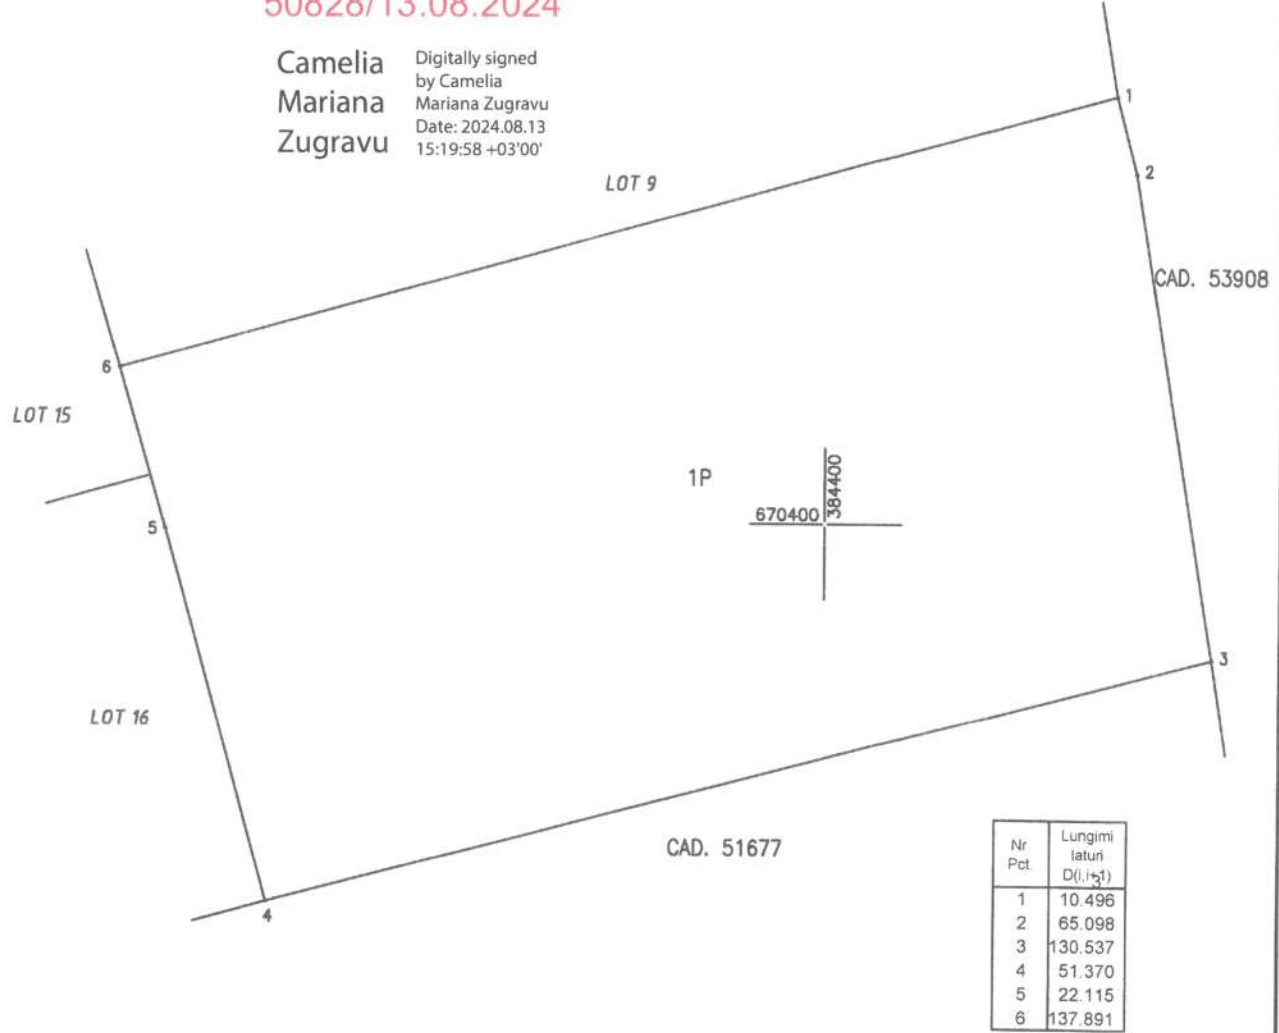 50828/13.08.2024
Camelia
Mariana
Zugravu
Digitally signed
by Camelia
Mariana Zugravu
Date: 2024.08.13
15:19:58 +03'00'
1
2
LOT 9
CAD. 53908
6
LOT 15
1P
384400
670400
5
3
LOT 16
CAD. 51677
4
Nr Pct.
Lungimi
laturi
D(i,i+1)
3
1 10.496
2 65.098
3 130.537
4 51.370
5 22.115
6 137.891